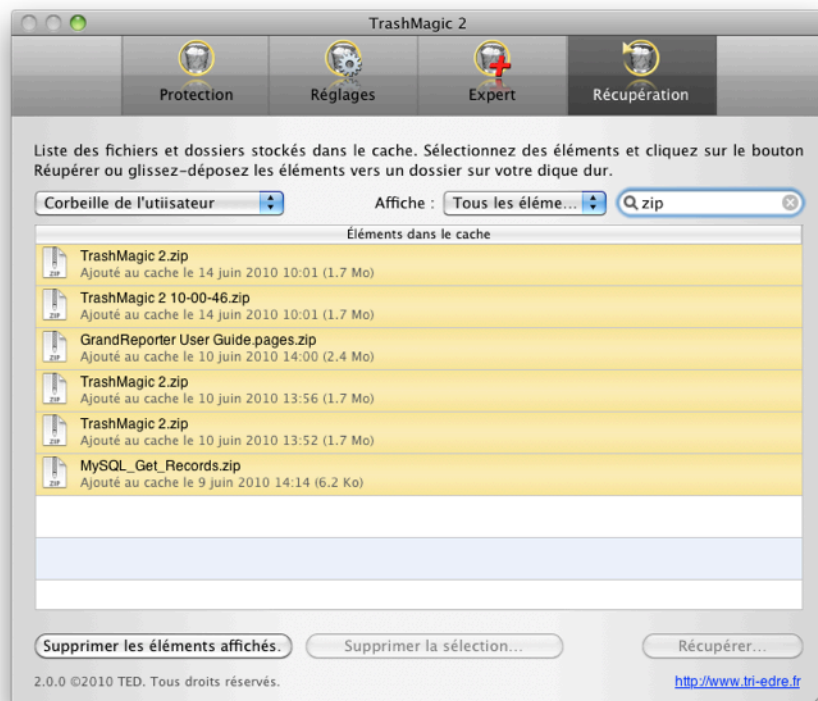 TrashMagic 2
Protection Réglages Expert Récupération
Liste des fichiers et dossiers stockés dans le cache. Sélectionnez des éléments et cliquez sur le bouton
Réupérer ou glissez-déposez les éléments vers un dossier sur votre dique dur.
Corbeille de l'utiisateur Affiche : Tous les éléme... zip
Éléments dans le cache
ZIP TrashMagic 2.zip
Ajouté au cache le 14 juin 2010 10:01 (1.7 Mo)
ZIP TrashMagic 2 10-00-46.zip
Ajouté au cache le 14 juin 2010 10:01 (1.7 Mo)
ZIP GrandReporter User Guide.pages.zip
Ajouté au cache le 10 juin 2010 14:00 (2.4 Mo)
ZIP TrashMagic 2.zip
Ajouté au cache le 10 juin 2010 13:56 (1.7 Mo)
ZIP TrashMagic 2.zip
Ajouté au cache le 10 juin 2010 13:52 (1.7 Mo)
ZIP MySQL_Get_Records.zip
Ajouté au cache le 9 juin 2010 14:14 (6.2 Ko)
Supprimer les éléments affichés. Supprimer la sélection... Récupérer...
2.0.0 ©2010 TED. Tous droits réservés. http://www.tri-edre.fr